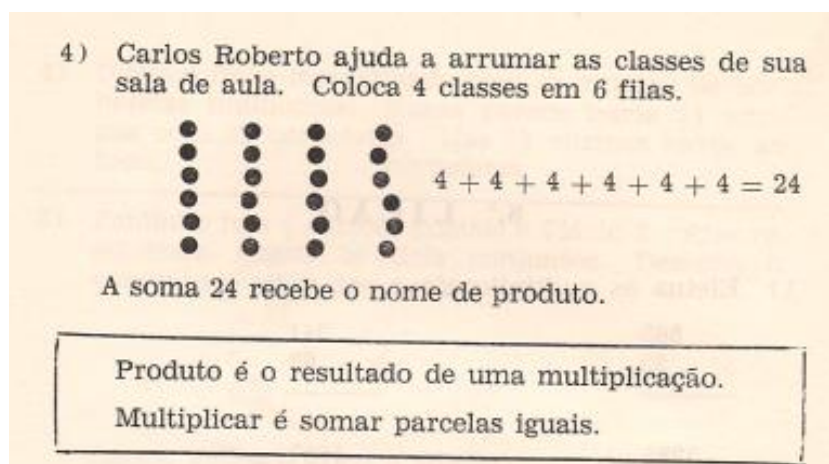 4) Carlos Roberto ajuda a arrumar as classes de sua
sala de aula. Coloca 4 classes em 6 filas.
4 + 4 + 4 + 4 + 4 + 4 = 24
A soma 24 recebe o nome de produto.
Produto é o resultado de uma multiplicação.
Multiplicar é somar parcelas iguais.